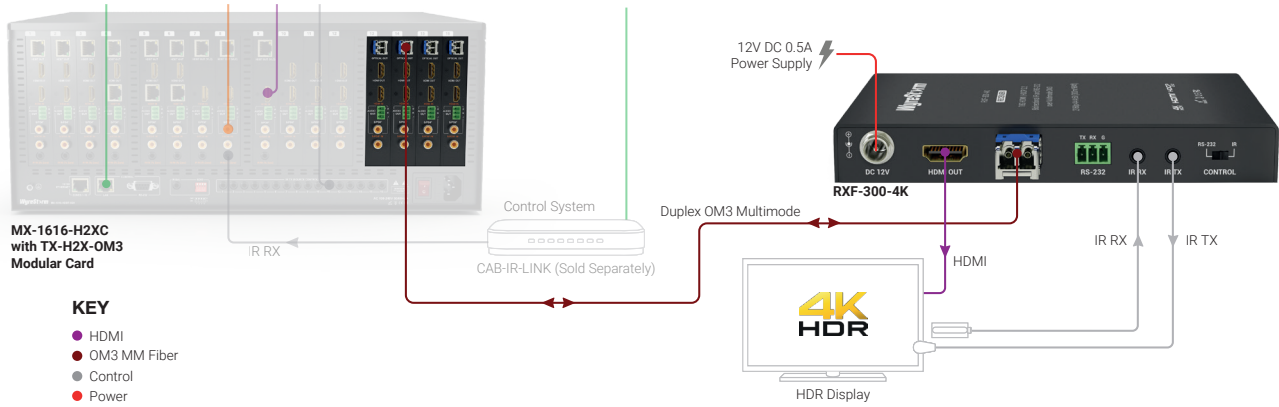 12V DC 0.5A
Power Supply
WyreStorm
DC 12V
HDMI OUT
TX RX G
RS-232
IR RX
IR TX
RS-232 IR
CONTROL
RXF-300-4K
Control System
Duplex OM3 Multimode
MX-1616-H2XC
with TX-H2X-OM3
Modular Card
IR RX
CAB-IR-LINK (Sold Separately)
HDMI
IR RX
IR TX
KEY
HDMI
OM3 MM Fiber
Control
Power
4K
HDR
HDR Display